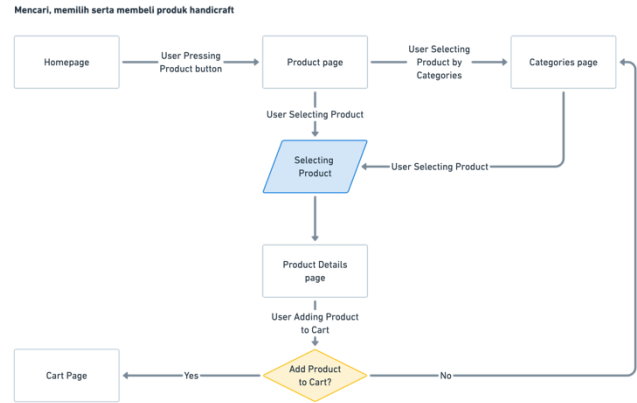 Mencari, memilih serta membeli produk handicraft
Homepage
User Pressing
Product button
Product page
User Selecting
Product by
Categories
Categories page
User Selecting Product
Selecting
Product
User Selecting Product
Product Details
page
User Adding Product
to Cart
Cart Page
Yes
Add Product
to Cart?
No